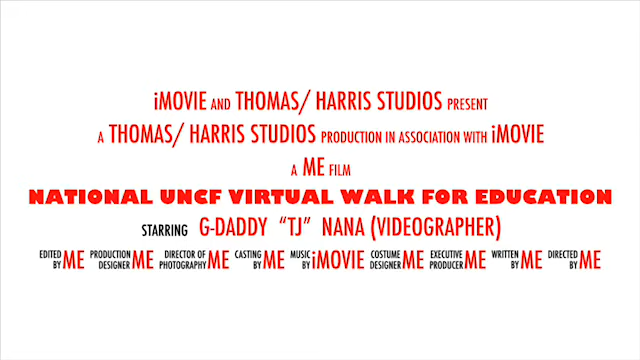 iMOVIE AND THOMAS/ HARRIS STUDIOS PRESENT
A THOMAS/ HARRIS STUDIOS PRODUCTION IN ASSOCIATION WITH iMOVIE
A ME FILM
NATIONAL UNCF VIRTUAL WALK FOR EDUCATION
STARRING G-DADDY "TJ" NANA (VIDEOGRAPHER)
EDITED BY ME PRODUCTION DESIGNER ME DIRECTOR OF PHOTOGRAPHY ME CASTING BY ME MUSIC BY iMOVIE COSTUME DESIGNER ME EXECUTIVE PRODUCER ME WRITTEN BY ME DIRECTED BY ME